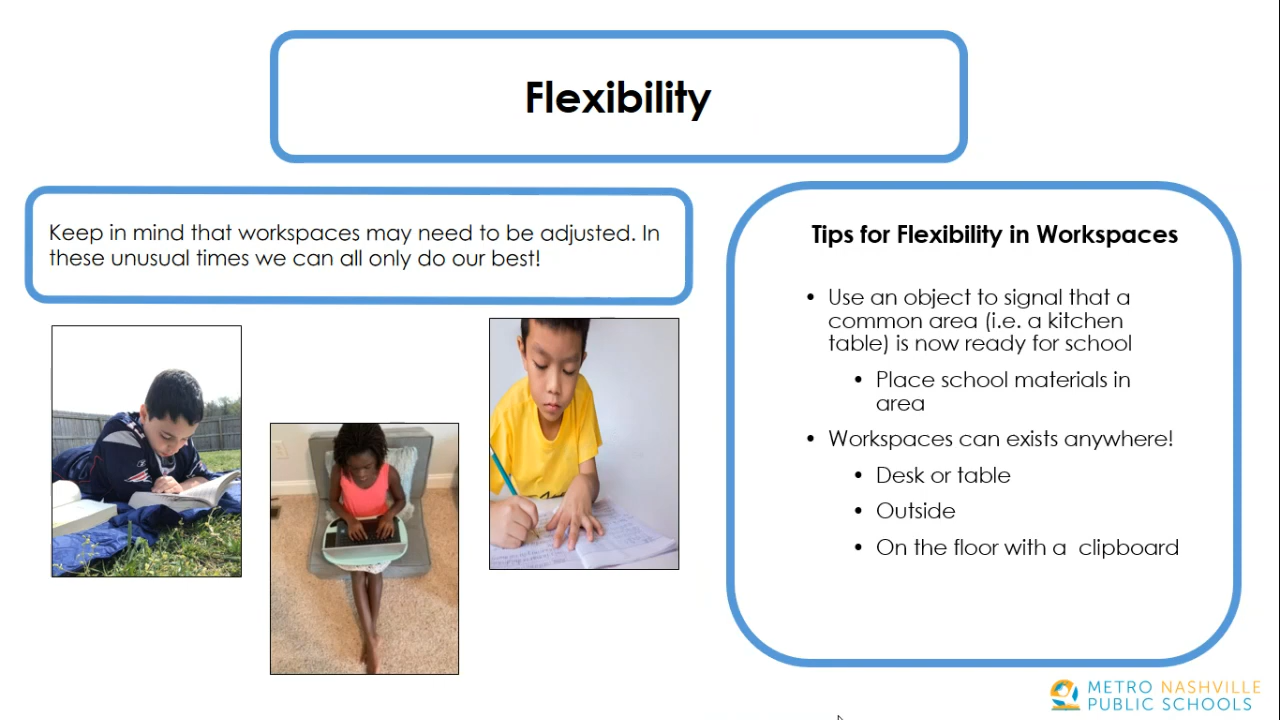 Flexibility
Keep in mind that workspaces may need to be adjusted. In
these unusual times we can all only do our best!
Tips for Flexibility in Workspaces
• Use an object to signal that a
common area (i.e. a kitchen
table) is now ready for school
• Place school materials in
area
• Workspaces can exists anywhere!
• Desk or table
• Outside
• On the floor with a clipboard
METRO NASHVILLE
PUBLIC SCHOOLS